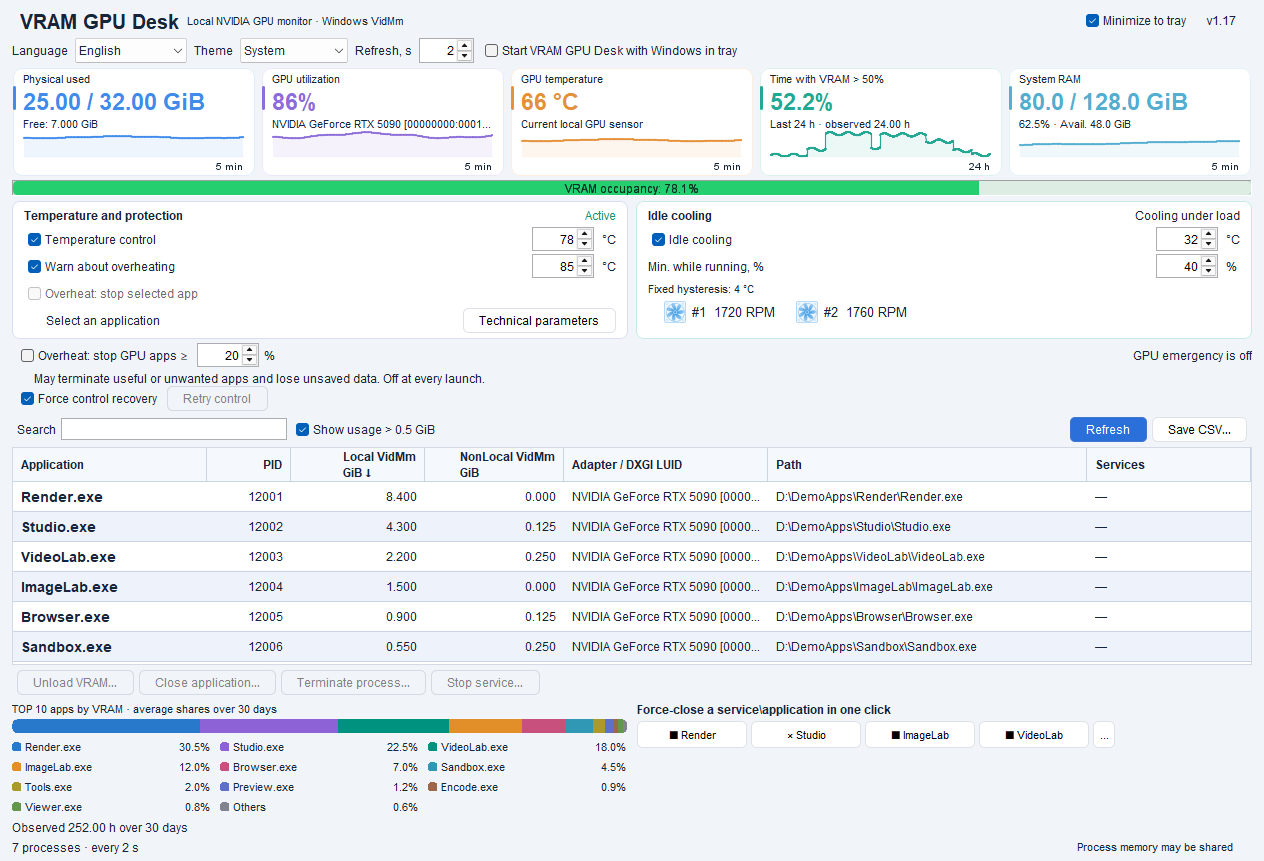 VRAM GPU Desk Local NVIDIA GPU monitor · Windows VidMm Minimize to tray v1.17
Language English Theme System Refresh, s 2 Start VRAM GPU Desk with Windows in tray
Physical used
25.00 / 32.00 GiB
Free: 7.000 GiB
5 min
GPU utilization
86%
NVIDIA GeForce RTX 5090 [00000000:0001...
5 min
GPU temperature
66 °C
Current local GPU sensor
5 min
Time with VRAM > 50%
52.2%
Last 24 h · observed 24.00 h
24 h
System RAM
80.0 / 128.0 GiB
62.5% · Avail. 48.0 GiB
5 min
VRAM occupancy: 78.1%
Temperature and protection Active
Temperature control 78 °C
Warn about overheating 85 °C
Overheat: stop selected app
Select an application Technical parameters
Idle cooling Cooling under load
Idle cooling 32 °C
Min. while running, % 40 %
Fixed hysteresis: 4 °C
#1 1720 RPM #2 1760 RPM
Overheat: stop GPU apps ≥ 20 % GPU emergency is off
May terminate useful or unwanted apps and lose unsaved data. Off at every launch.
Force control recovery Retry control
Search Show usage > 0.5 GiB Refresh Save CSV...
Application PID Local VidMm GiB ↓ NonLocal VidMm GiB Adapter / DXGI LUID Path Services
Render.exe 12001 8.400 0.000 NVIDIA GeForce RTX 5090 [0000... D:\DemoApps\Render\Render.exe —
Studio.exe 12002 4.300 0.125 NVIDIA GeForce RTX 5090 [0000... D:\DemoApps\Studio\Studio.exe —
VideoLab.exe 12003 2.200 0.250 NVIDIA GeForce RTX 5090 [0000... D:\DemoApps\VideoLab\VideoLab.exe —
ImageLab.exe 12004 1.500 0.000 NVIDIA GeForce RTX 5090 [0000... D:\DemoApps\ImageLab\ImageLab.exe —
Browser.exe 12005 0.900 0.125 NVIDIA GeForce RTX 5090 [0000... D:\DemoApps\Browser\Browser.exe —
Sandbox.exe 12006 0.550 0.250 NVIDIA GeForce RTX 5090 [0000... D:\DemoApps\Sandbox\Sandbox.exe —
Unload VRAM... Close application... Terminate process... Stop service...
TOP 10 apps by VRAM · average shares over 30 days
Render.exe 30.5% Studio.exe 22.5% VideoLab.exe 18.0%
ImageLab.exe 12.0% Browser.exe 7.0% Sandbox.exe 4.5%
Tools.exe 2.0% Preview.exe 1.2% Encode.exe 0.9%
Viewer.exe 0.8% Others 0.6%
Observed 252.00 h over 30 days
7 processes · every 2 s
Force-close a service\application in one click
■ Render × Studio ■ ImageLab ■ VideoLab ...
Process memory may be shared